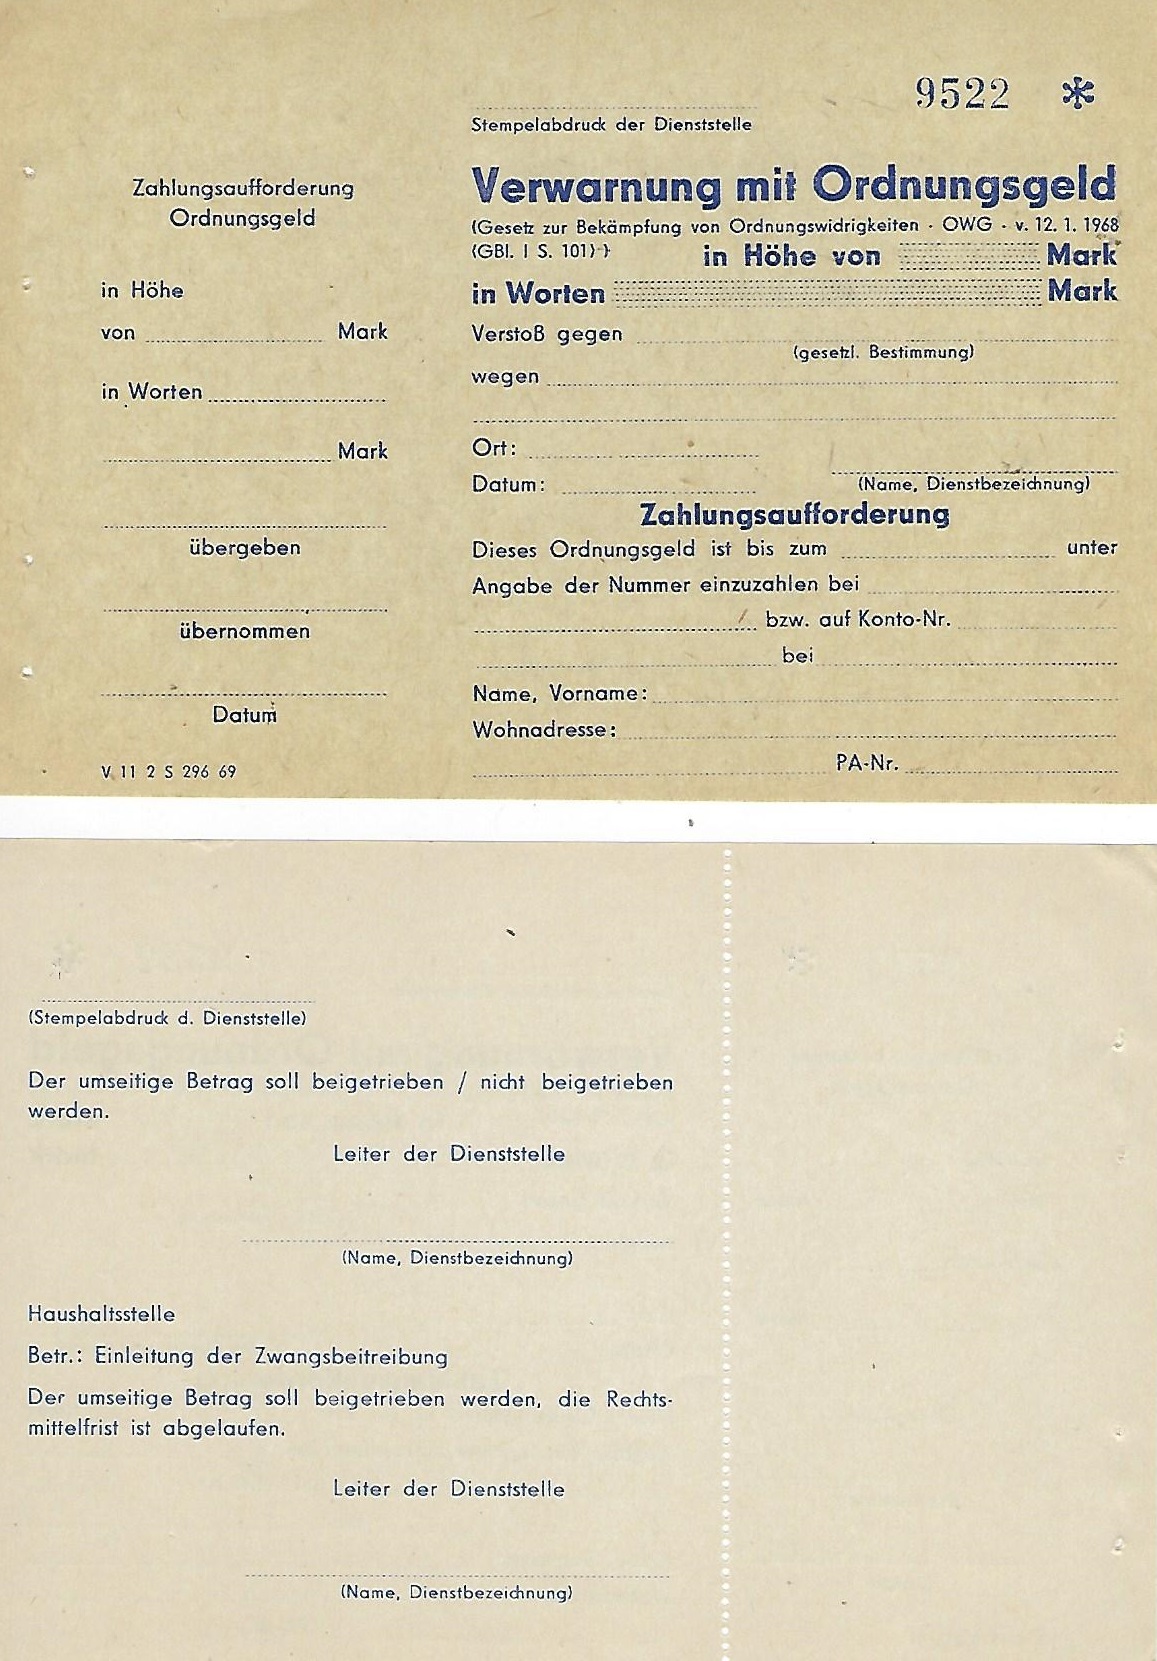 9522 *
Stempelabdruck der Dienststelle
Zahlungsaufforderung
Ordnungsgeld
in Höhe
von Mark
in Worten
Mark
übergeben
übernommen
Datum
V 11 2 S 296 69
Verwarnung mit Ordnungsgeld
(Gesetz zur Bekämpfung von Ordnungswidrigkeiten · OWG · v. 12. 1. 1968
(GBl. I S. 101) )
in Höhe von Mark
in Worten Mark
Verstoß gegen
(gesetzl. Bestimmung)
wegen
Ort:
Datum:
(Name, Dienstbezeichnung)
Zahlungsaufforderung
Dieses Ordnungsgeld ist bis zum unter
Angabe der Nummer einzuzahlen bei
bzw. auf Konto-Nr.
bei
Name, Vorname:
Wohnadresse:
PA-Nr.
(Stempelabdruck d. Dienststelle)
Der umseitige Betrag soll beigetrieben / nicht beigetrieben
werden.
Leiter der Dienststelle
(Name, Dienstbezeichnung)
Haushaltsstelle
Betr.: Einleitung der Zwangsbeitreibung
Der umseitige Betrag soll beigetrieben werden, die Rechts-
mittelfrist ist abgelaufen.
Leiter der Dienststelle
(Name, Dienstbezeichnung)